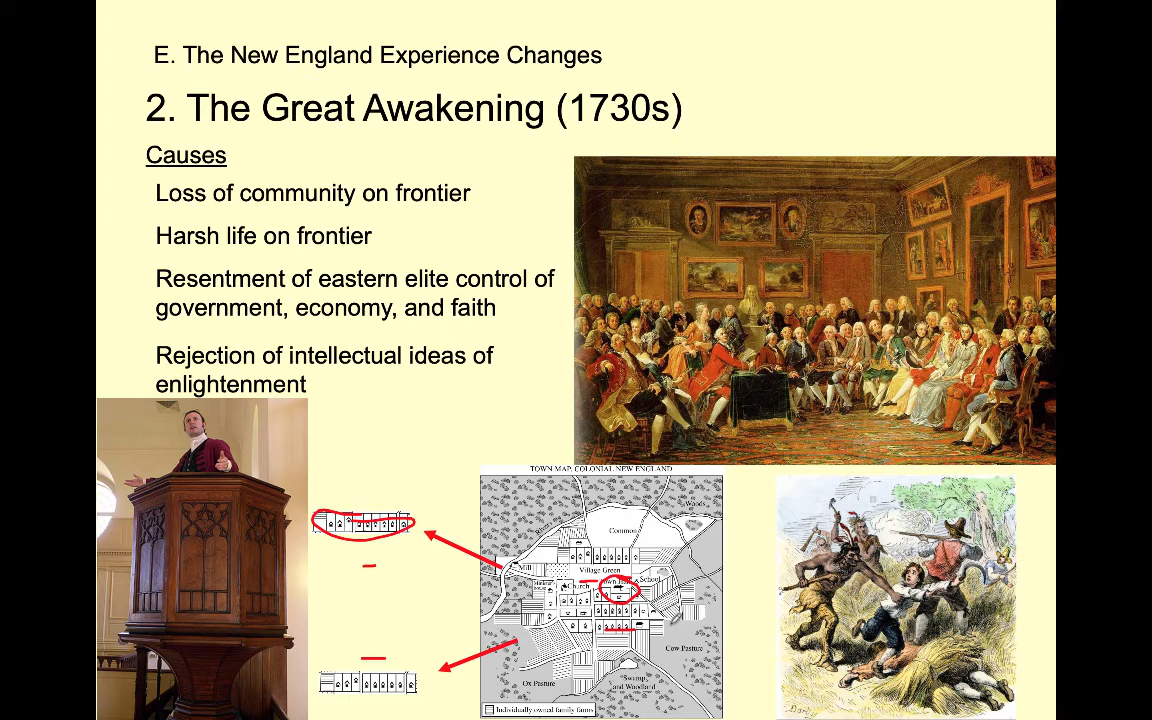 E. The New England Experience Changes
2. The Great Awakening (1730s)
Causes
Loss of community on frontier
Harsh life on frontier
Resentment of eastern elite control of
government, economy, and faith
Rejection of intellectual ideas of
enlightenment
TOWN MAP, COLONIAL NEW ENGLAND
Woods
Common
Mill
Village Green
School
Church
Cow Pasture
Ox Pasture
Swamp
and Woodland
Individually owned family farms